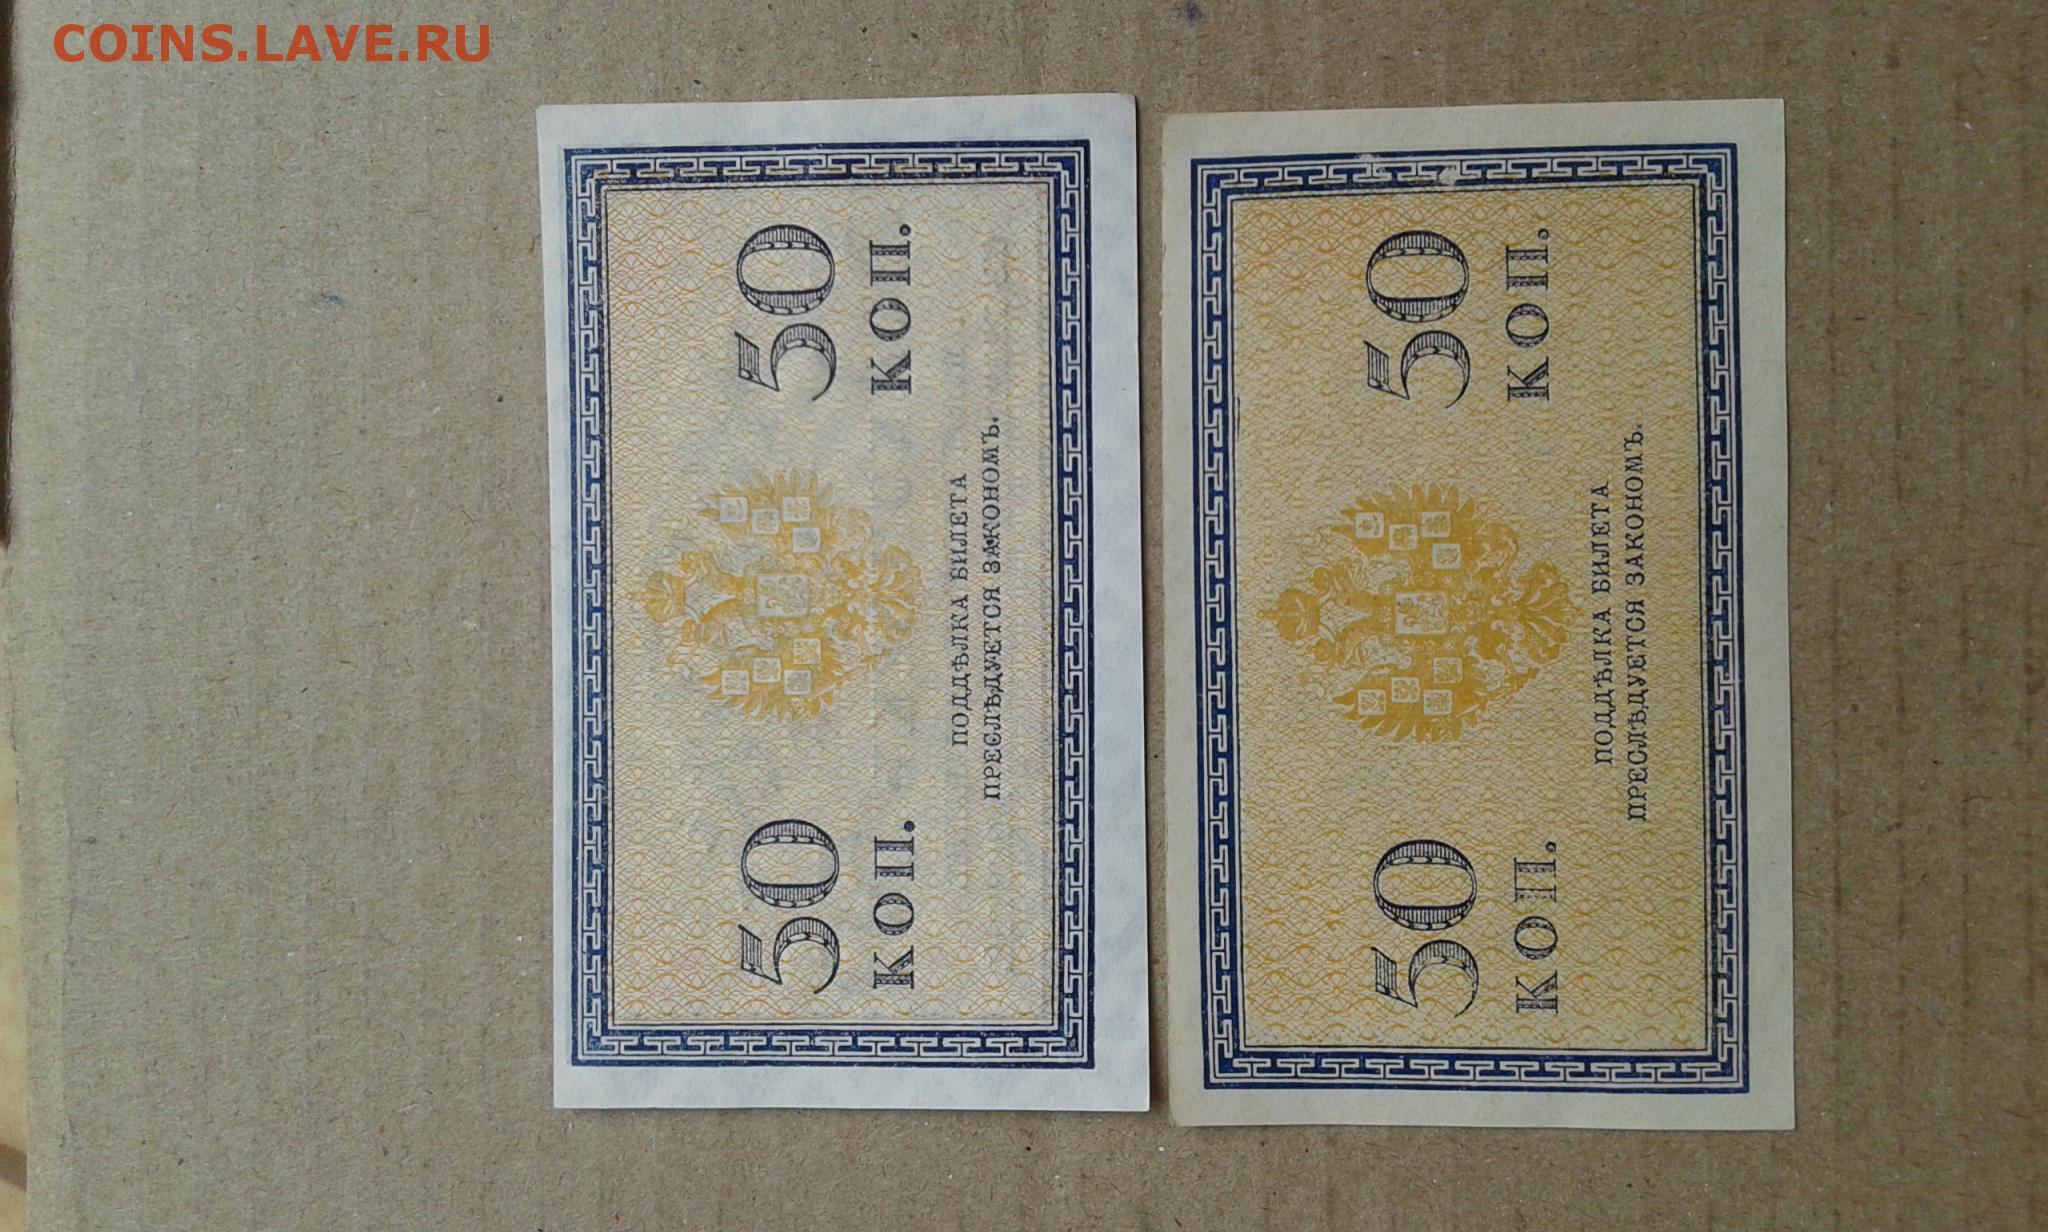 COINS.LAVE.RU
50 50
КОП. КОП.
ПОДДѢЛКА БИЛЕТА
ПРЕСЛѢДУЕТСЯ ЗАКОНОМЪ.
50 50
КОП. КОП.
ПОДДѢЛКА БИЛЕТА
ПРЕСЛѢДУЕТСЯ ЗАКОНОМЪ.